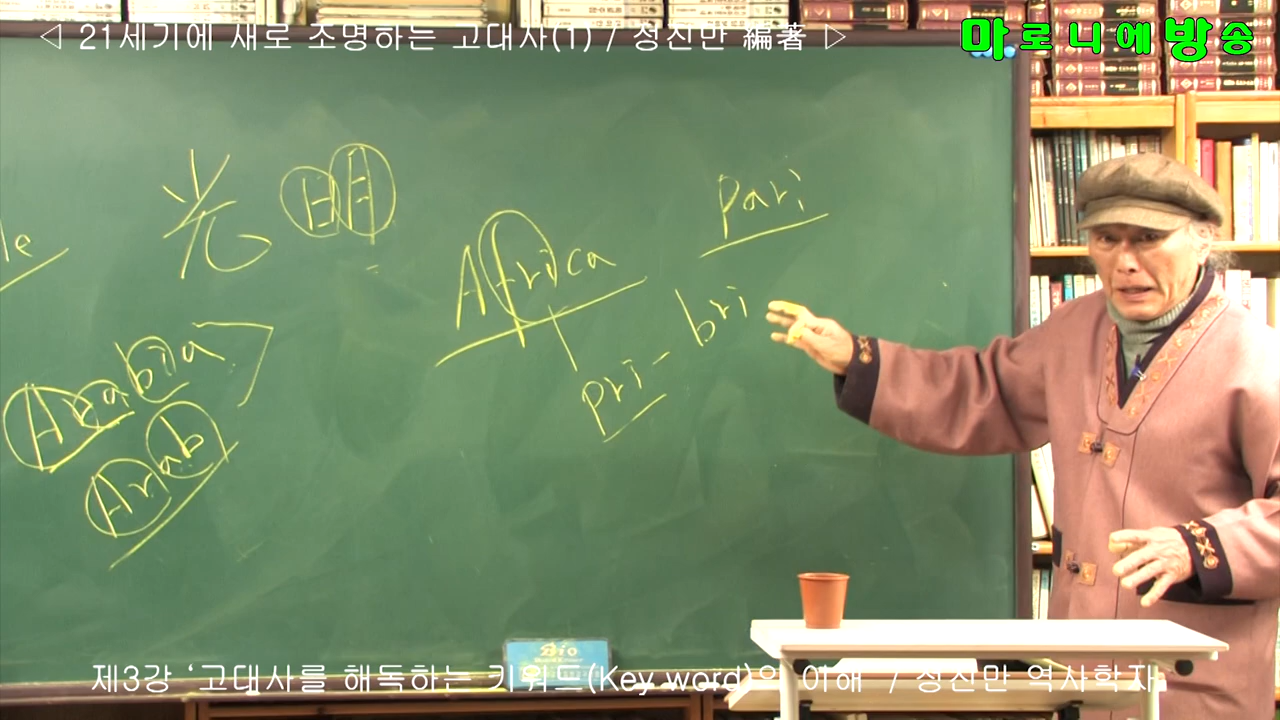 ◁ 21세기에 새로 조명하는 고대사(1) / 정진만 編著 ▷
마로니에방송
光 明
le
Africa
Pari
pri - bri
Arabia
Arab
Bio
제3강 ‘고대사를 해독하는 키워드(Key word)의 이해 / 정진만 역사학자